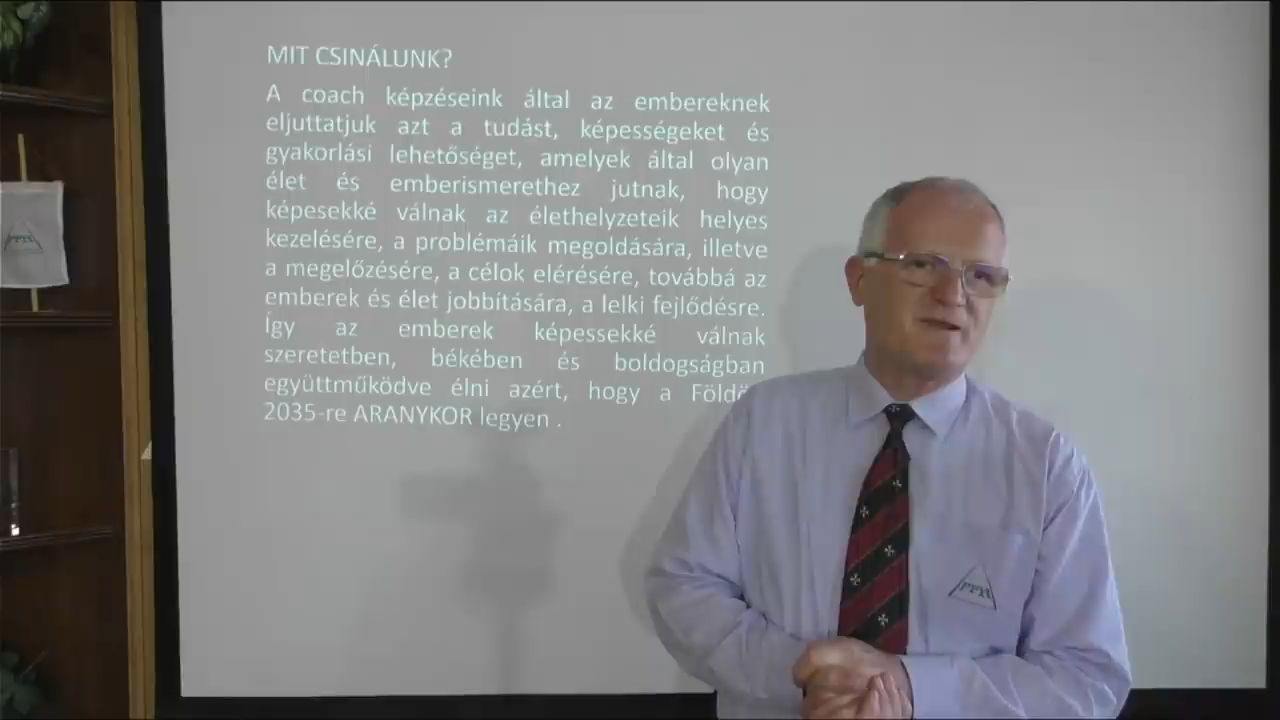 MIT CSINÁLUNK?
A coach képzéseink által az embereknek
eljuttatjuk azt a tudást, képességeket és
gyakorlási lehetőséget, amelyek által olyan
élet és emberismerethez jutnak, hogy
képesekké válnak az élethelyzeteik helyes
kezelésére, a problémáik megoldására, illetve
a megelőzésére, a célok elérésére, továbbá az
emberek és élet jobbítására, a lelki fejlődésre.
Így az emberek képessekké válnak
szeretetben, békében és boldogságban
együttműködve élni azért, hogy a
2035-re ARANYKOR legyen .